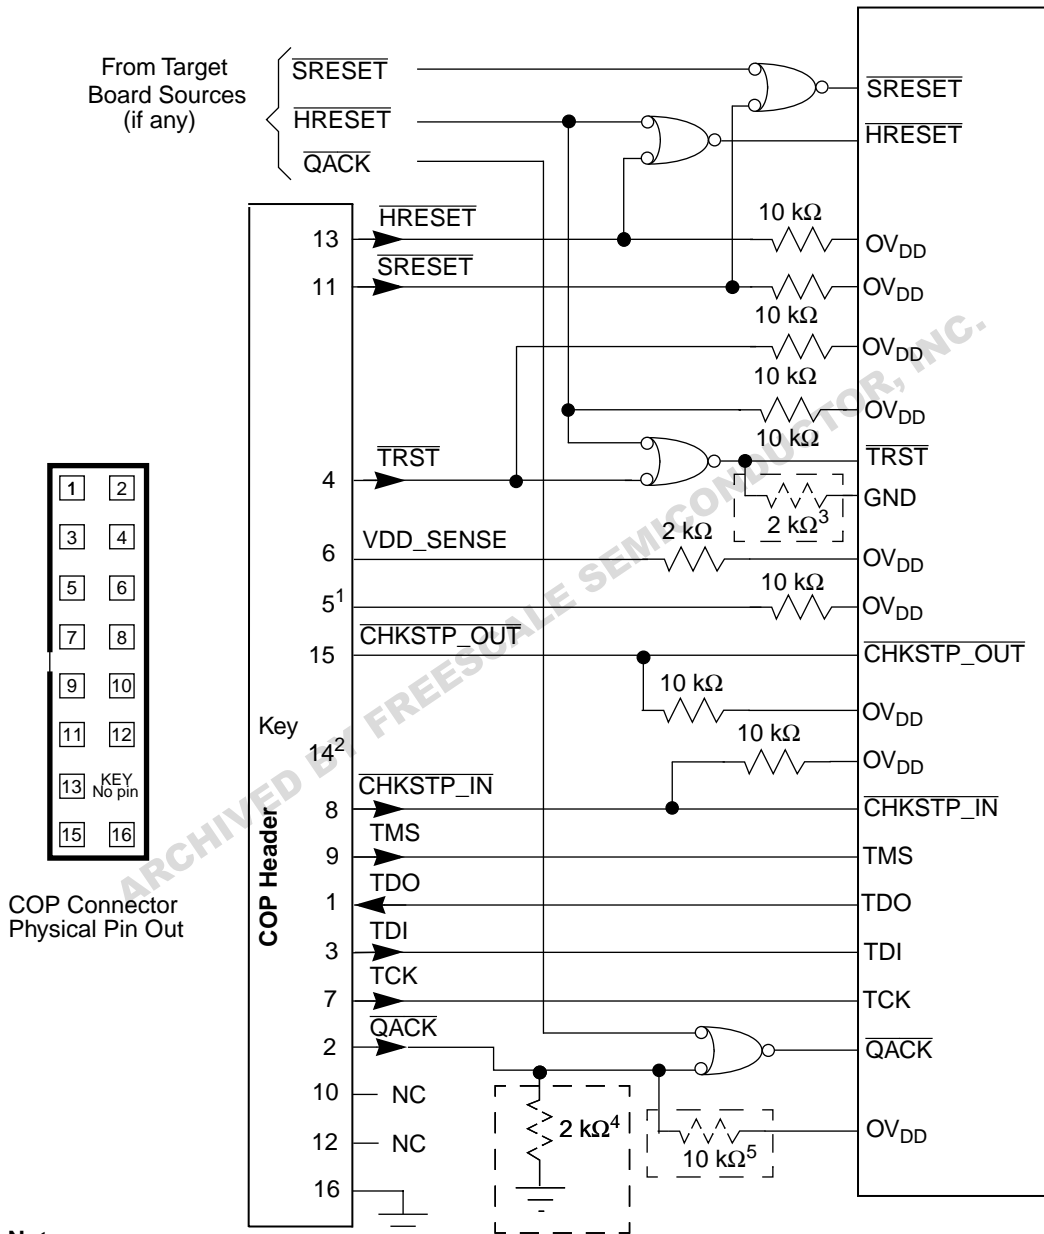 From Target
Board Sources
(if any)
SRESET
HRESET
QACK
SRESET
HRESET
13 HRESET 10 kΩ OVDD
11 SRESET 10 kΩ OVDD
10 kΩ OVDD
10 kΩ OVDD
4 TRST TRST
2 kΩ3 GND
6 VDD_SENSE 2 kΩ OVDD
51 10 kΩ OVDD
15 CHKSTP_OUT CHKSTP_OUT
10 kΩ OVDD
Key
142 10 kΩ OVDD
8 CHKSTP_IN CHKSTP_IN
9 TMS TMS
1 TDO TDO
3 TDI TDI
7 TCK TCK
2 QACK QACK
10 NC
2 kΩ4
10 kΩ5 OVDD
12 NC
16
COP Header
1 2
3 4
5 6
7 8
9 10
11 12
13 KEY
No pin
15 16
COP Connector
Physical Pin Out
ARCHIVED BY FREESCALE SEMICONDUCTOR, INC.